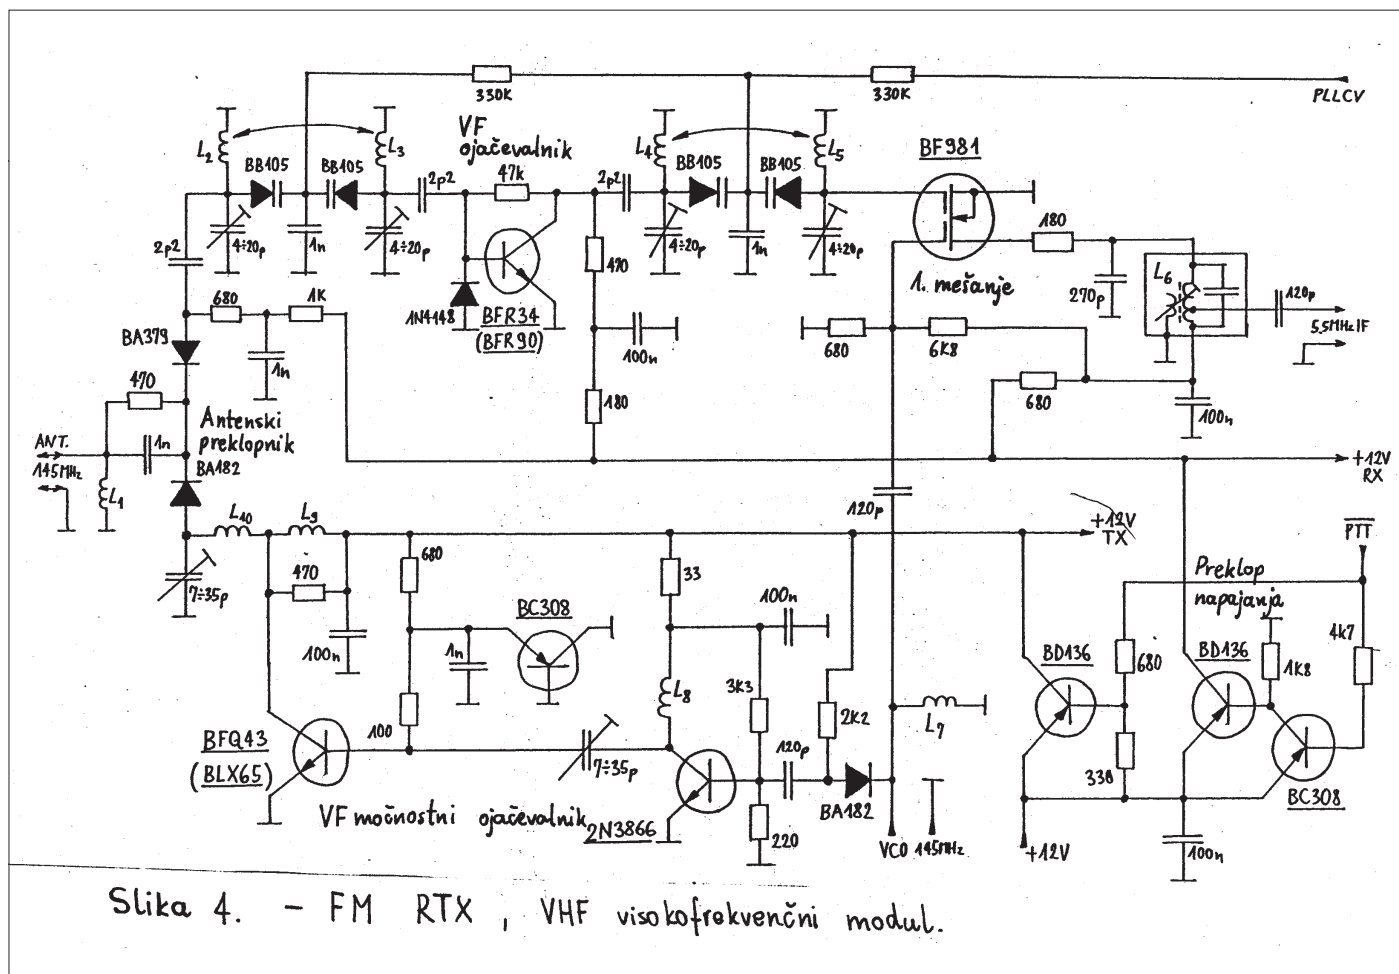 330K
330K
PLLCV
L2
BB105
BB105
L3
VF
ojačevalnik
47k
2p2
2p2
L4
BB105
BB105
L5
BF981
2p2
4÷20p
1n
4÷20p
4÷20p
1n
4÷20p
180
470
1. mešanje
270p
L6
120p
5.5MHz IF
680
1K
1N4148
BFR34
(BFR90)
100n
BA379
1n
680
6K8
680
100n
470
180
Antenski
preklopnik
ANT.
145MHz
1n
BA182
L1
+12V
RX
120p
L10
L9
+12V
TX
PTT
7÷35p
470
680
33
100n
Preklop
napajanja
100n
BC308
1n
4k7
BD136
680
BD136
1K8
L8
3K3
2K2
L7
BFQ43
(BLX65)
100
7÷35p
120p
330
BC308
VF močnostni ojačevalnik
2N3866
220
BA182
VCO 145MHz
+12V
100n
Slika 4. - FM RTX, VHF visokofrekvenčni modul.